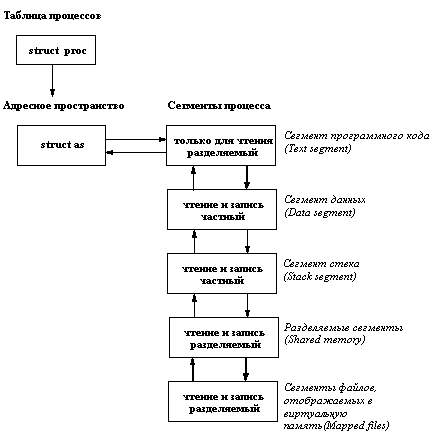 Таблица процессов
struct proc
Адресное пространство
Сегменты процесса
struct as
только для чтения
разделяемый
Сегмент программного кода
(Text segment)
чтение и запись
частный
Сегмент данных
(Data segment)
чтение и запись
частный
Сегмент стека
(Stack segment)
чтение и запись
разделяемый
Разделяемые сегменты
(Shared memory)
чтение и запись
разделяемый
Сегменты файлов,
отображаемых в
виртуальную
память(Mapped files)